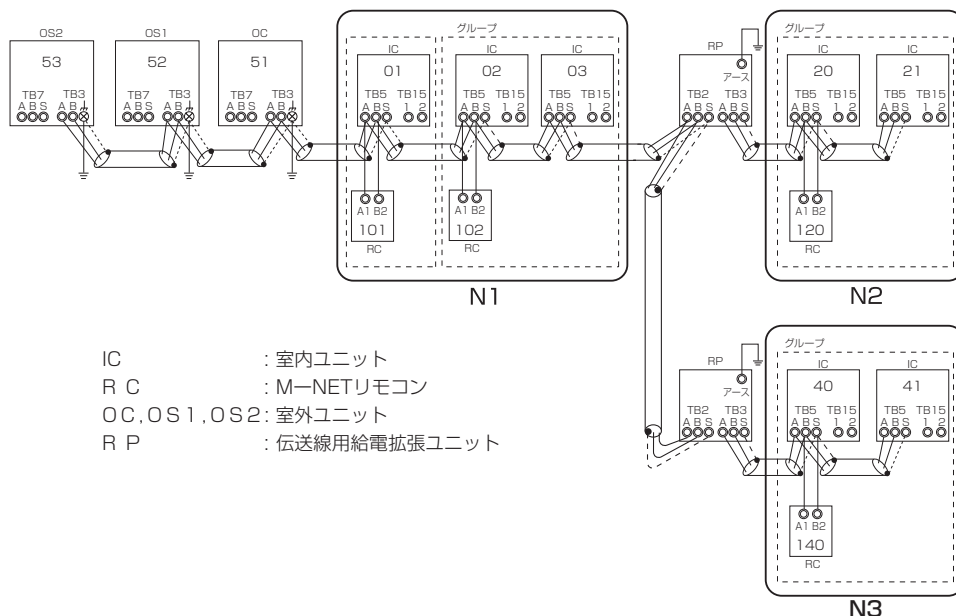 グループ
OS2
OS1
OC
IC
IC
IC
RP
グループ
IC
IC
53
52
51
01
02
03
アース
20
21
TB7
TB3
TB7
TB3
TB7
TB3
TB5
TB15
TB5
TB15
TB5
TB15
TB2
TB3
TB5
TB15
TB5
TB15
A B S
A B
A B S
A B
A B S
A B
A B S
1 2
A B S
1 2
A B S
1 2
A B S
A B S
A B S
1 2
A B S
1 2
A1 B2
101
RC
A1 B2
102
RC
A1 B2
120
RC
N1
N2
IC : 室内ユニット
R C : M－NETリモコン
OC,OS1,OS2: 室外ユニット
R P : 伝送線用給電拡張ユニット
グループ
RP
IC
IC
アース
40
41
TB2
TB3
TB5
TB15
TB5
TB15
A B S
A B S
A B S
1 2
A B S
1 2
A1 B2
140
RC
N3